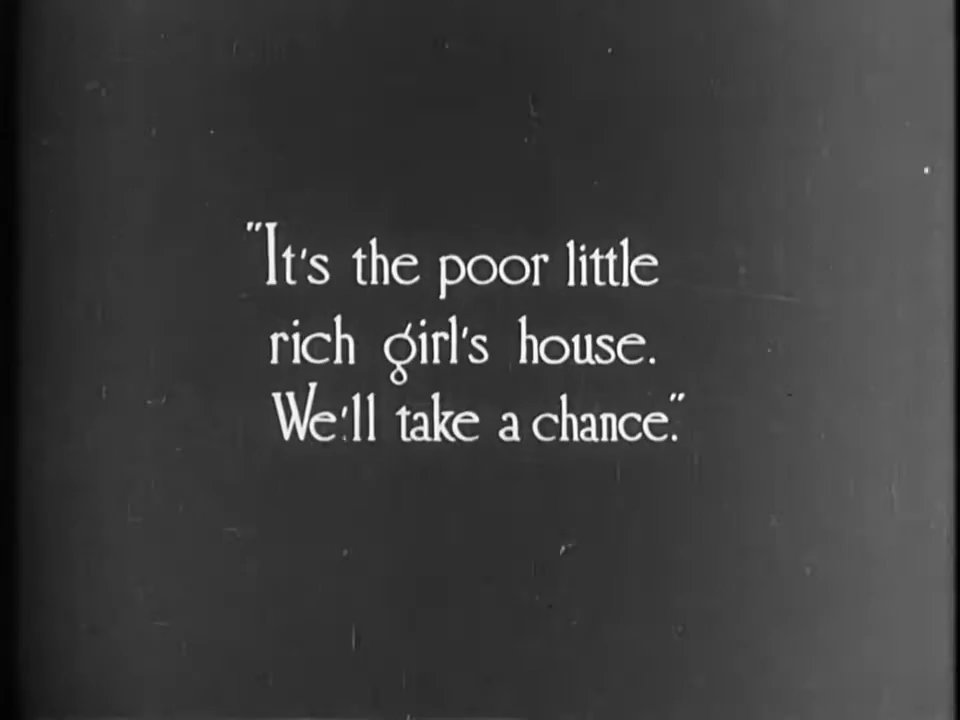 "It's the poor little
rich girl's house.
We'll take a chance."